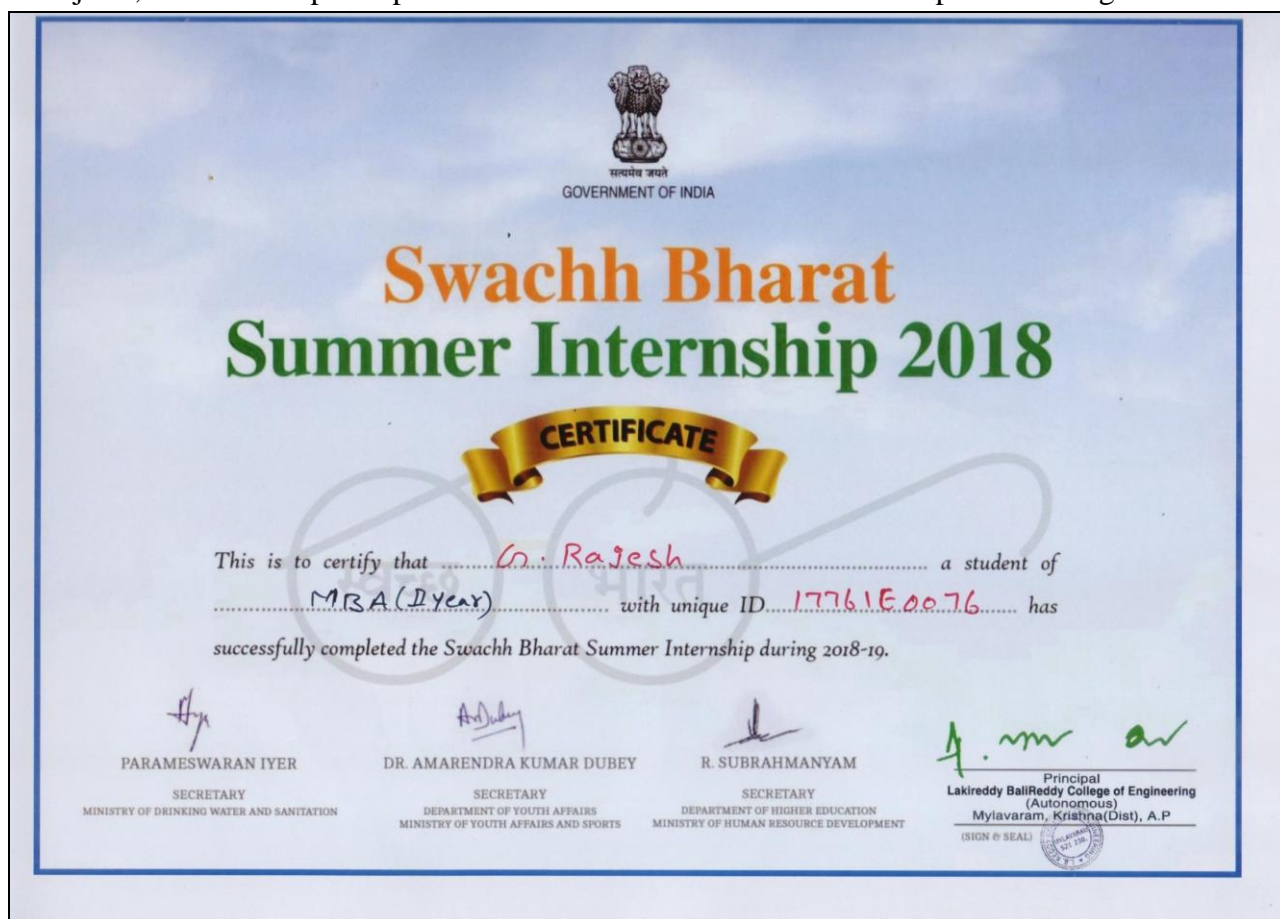 सत्यमेव जयते
GOVERNMENT OF INDIA
Swachh Bharat
Summer Internship 2018
CERTIFICATE
स्वच्छ भारत
This is to certify that ........ G. Rajesh ........ a student of
........ MBA (II Year) ........ with unique ID ..... 17761E0076 ..... has
successfully completed the Swachh Bharat Summer Internship during 2018-19.
PARAMESWARAN IYER
SECRETARY
MINISTRY OF DRINKING WATER AND SANITATION
DR. AMARENDRA KUMAR DUBEY
SECRETARY
DEPARTMENT OF YOUTH AFFAIRS
MINISTRY OF YOUTH AFFAIRS AND SPORTS
R. SUBRAHMANYAM
SECRETARY
DEPARTMENT OF HIGHER EDUCATION
MINISTRY OF HUMAN RESOURCE DEVELOPMENT
Principal
Lakireddy BaliReddy College of Engineering
(Autonomous)
Mylavaram, Krishna(Dist), A.P
(SIGN & SEAL)